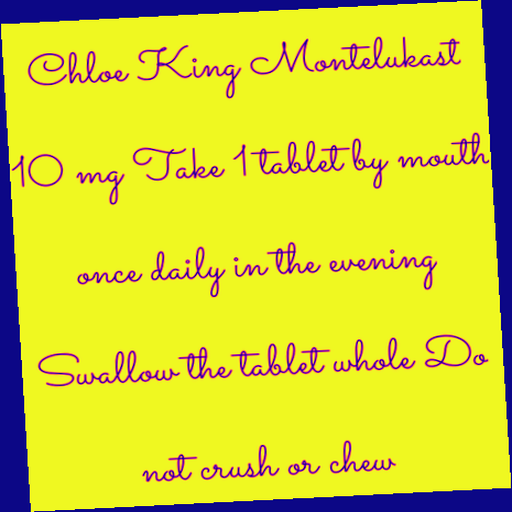 Chloe King Montelukast
10 mg Take 1 tablet by mouth
once daily in the evening
Swallow the tablet whole Do
not crush or chew